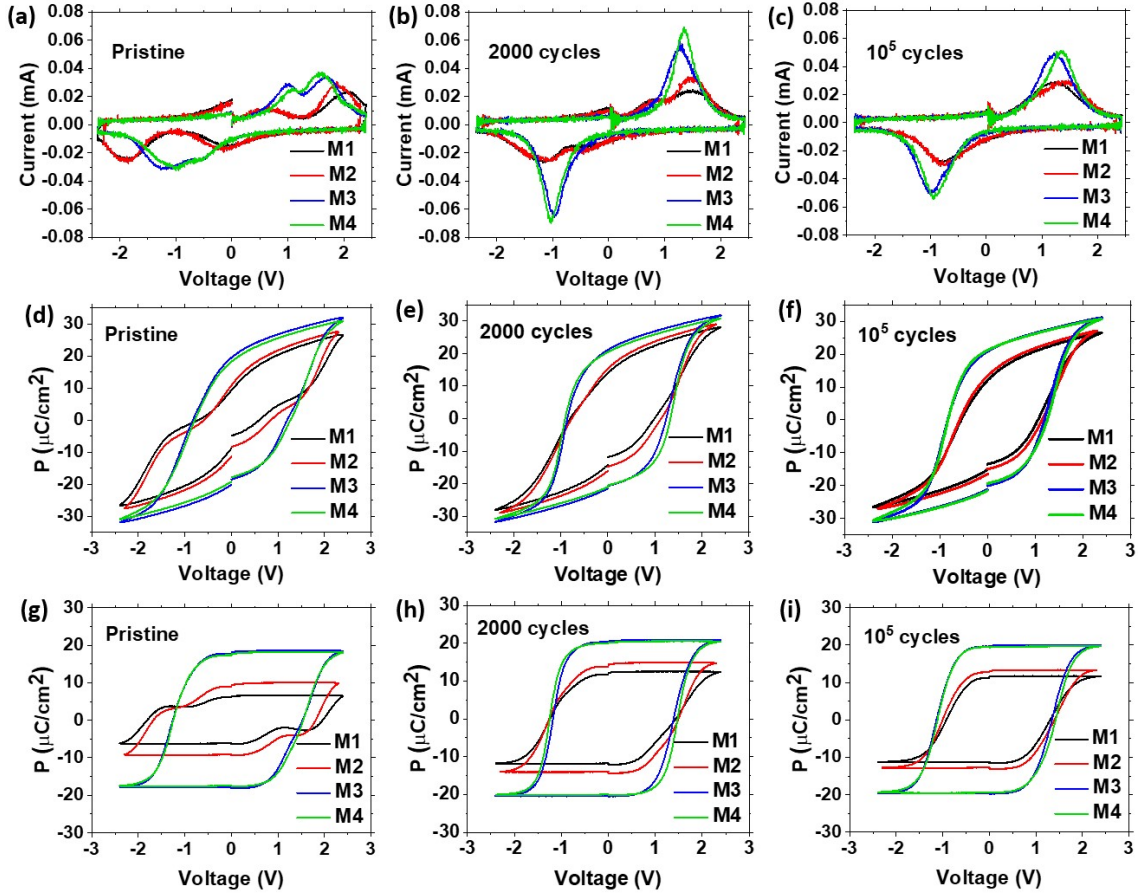 (a)
Pristine
0.08
0.06
0.04
0.02
0.00
-0.02
-0.04
-0.06
-0.08
Current (mA)
M1
M2
M3
M4
-2 -1 0 1 2
Voltage (V)
(b)
2000 cycles
0.08
0.06
0.04
0.02
0.00
-0.02
-0.04
-0.06
-0.08
Current (mA)
M1
M2
M3
M4
-2 -1 0 1 2
Voltage (V)
(c)
10⁵ cycles
0.08
0.06
0.04
0.02
0.00
-0.02
-0.04
-0.06
-0.08
Current (mA)
M1
M2
M3
M4
-2 -1 0 1 2
Voltage (V)
(d)
Pristine
30
20
10
0
-10
-20
-30
P (μC/cm²)
M1
M2
M3
M4
-3 -2 -1 0 1 2 3
Voltage (V)
(e)
2000 cycles
30
20
10
0
-10
-20
-30
P (μC/cm²)
M1
M2
M3
M4
-3 -2 -1 0 1 2 3
Voltage (V)
(f)
10⁵ cycles
30
20
10
0
-10
-20
-30
P (μC/cm²)
M1
M2
M3
M4
-3 -2 -1 0 1 2 3
Voltage (V)
(g)
Pristine
30
20
10
0
-10
-20
-30
P (μC/cm²)
M1
M2
M3
M4
-3 -2 -1 0 1 2 3
Voltage (V)
(h)
2000 cycles
30
20
10
0
-10
-20
-30
P (μC/cm²)
M1
M2
M3
M4
-3 -2 -1 0 1 2 3
Voltage (V)
(i)
10⁵ cycles
30
20
10
0
-10
-20
-30
P (μC/cm²)
M1
M2
M3
M4
-3 -2 -1 0 1 2 3
Voltage (V)